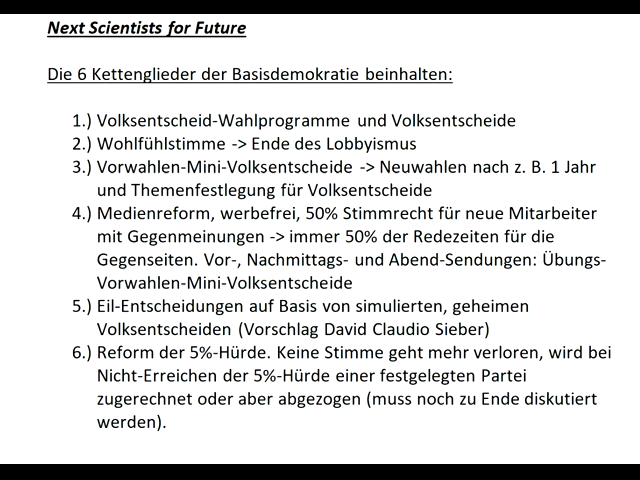 Next Scientists for Future
Die 6 Kettenglieder der Basisdemokratie beinhalten:
1.) Volksentscheid-Wahlprogramme und Volksentscheide
2.) Wohlfühlstimme -> Ende des Lobbyismus
3.) Vorwahlen-Mini-Volksentscheide -> Neuwahlen nach z. B. 1 Jahr
und Themenfestlegung für Volksentscheide
4.) Medienreform, werbefrei, 50% Stimmrecht für neue Mitarbeiter
mit Gegenmeinungen -> immer 50% der Redezeiten für die
Gegenseiten. Vor-, Nachmittags- und Abend-Sendungen: Übungs-
Vorwahlen-Mini-Volksentscheide
5.) Eil-Entscheidungen auf Basis von simulierten, geheimen
Volksentscheiden (Vorschlag David Claudio Sieber)
6.) Reform der 5%-Hürde. Keine Stimme geht mehr verloren, wird bei
Nicht-Erreichen der 5%-Hürde einer festgelegten Partei
zugerechnet oder aber abgezogen (muss noch zu Ende diskutiert
werden).